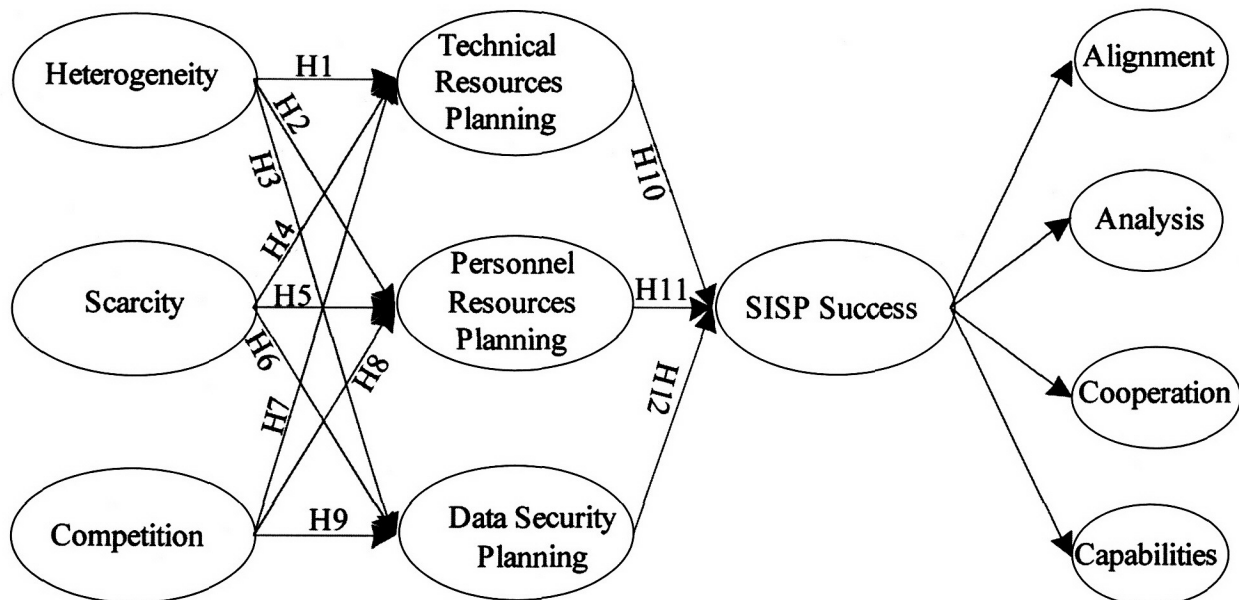 Heterogeneity
Scarcity
Competition
H1
H2
H3
H4
H5
H6
H7
H8
H9
Technical
Resources
Planning
Personnel
Resources
Planning
Data Security
Planning
H10
H11
H12
SISP Success
Alignment
Analysis
Cooperation
Capabilities